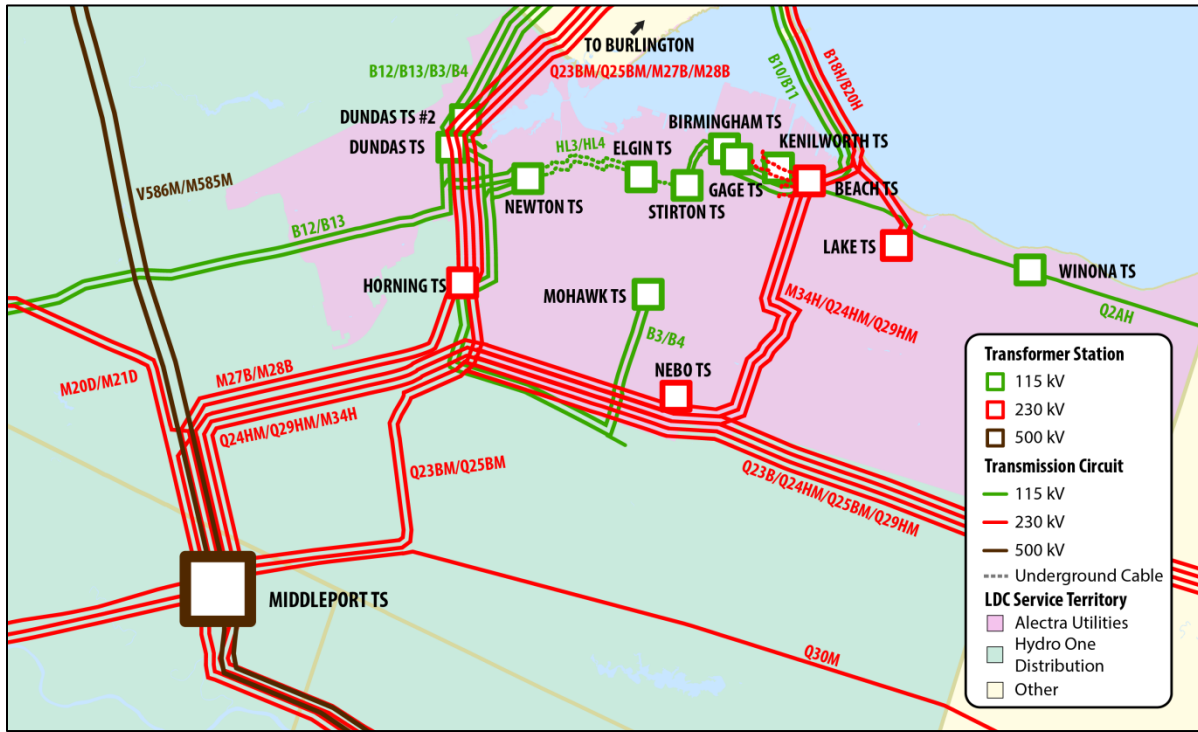 TO BURLINGTON
B12/B13/B3/B4
Q23BM/Q25BM/M27B/M28B
B10/B11
B18H/B20H
DUNDAS TS #2
DUNDAS TS
BIRMINGHAM TS
KENILWORTH TS
HL3/HL4
ELGIN TS
V586M/M585M
GAGE TS
BEACH TS
NEWTON TS
STIRTON TS
B12/B13
LAKE TS
WINONA TS
HORNING TS
MOHAWK TS
M34H/Q24HM/Q29HM
Q2AH
B3/B4
M20D/M21D
M27B/M28B
NEBO TS
Q24HM/Q29HM/M34H
Q23BM/Q25BM
Q23B/Q24HM/Q25BM/Q29HM
MIDDLEPORT TS
Q30M
Transformer Station
115 kV
230 kV
500 kV
Transmission Circuit
115 kV
230 kV
500 kV
Underground Cable
LDC Service Territory
Alectra Utilities
Hydro One
Distribution
Other